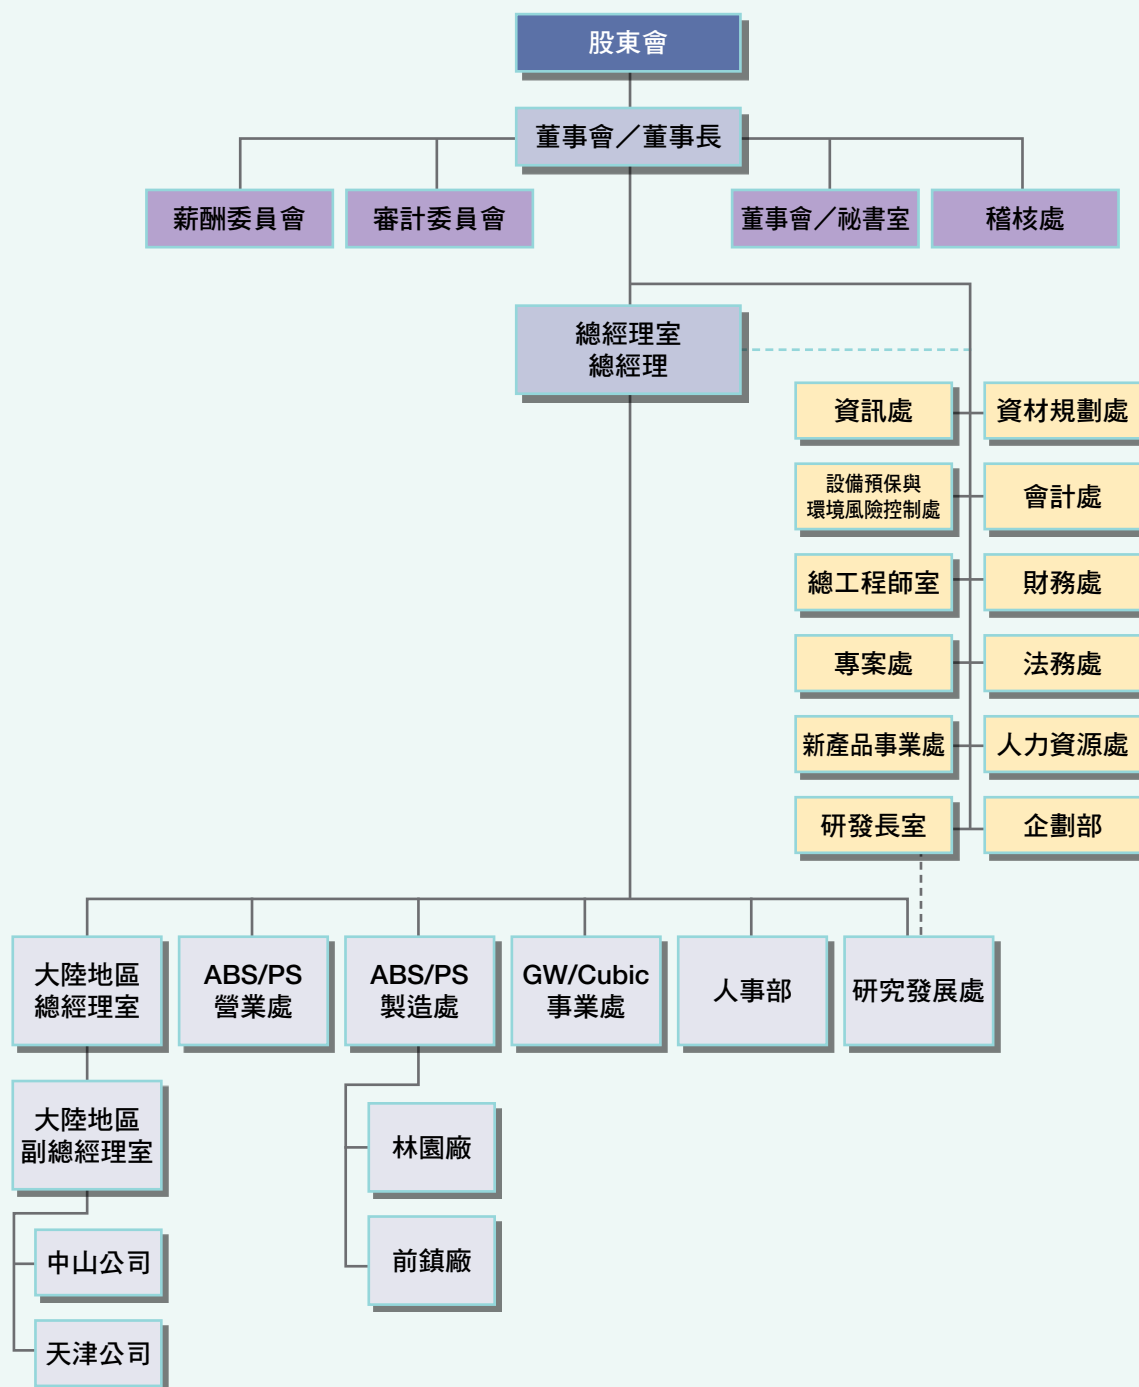 股東會
董事會／董事長
薪酬委員會
審計委員會
董事會／祕書室
稽核處
總經理室
總經理
資訊處
資材規劃處
設備預保與
環境風險控制處
會計處
總工程師室
財務處
專案處
法務處
新產品事業處
人力資源處
研發長室
企劃部
大陸地區
總經理室
ABS/PS
營業處
ABS/PS
製造處
GW/Cubic
事業處
人事部
研究發展處
大陸地區
副總經理室
林園廠
前鎮廠
中山公司
天津公司